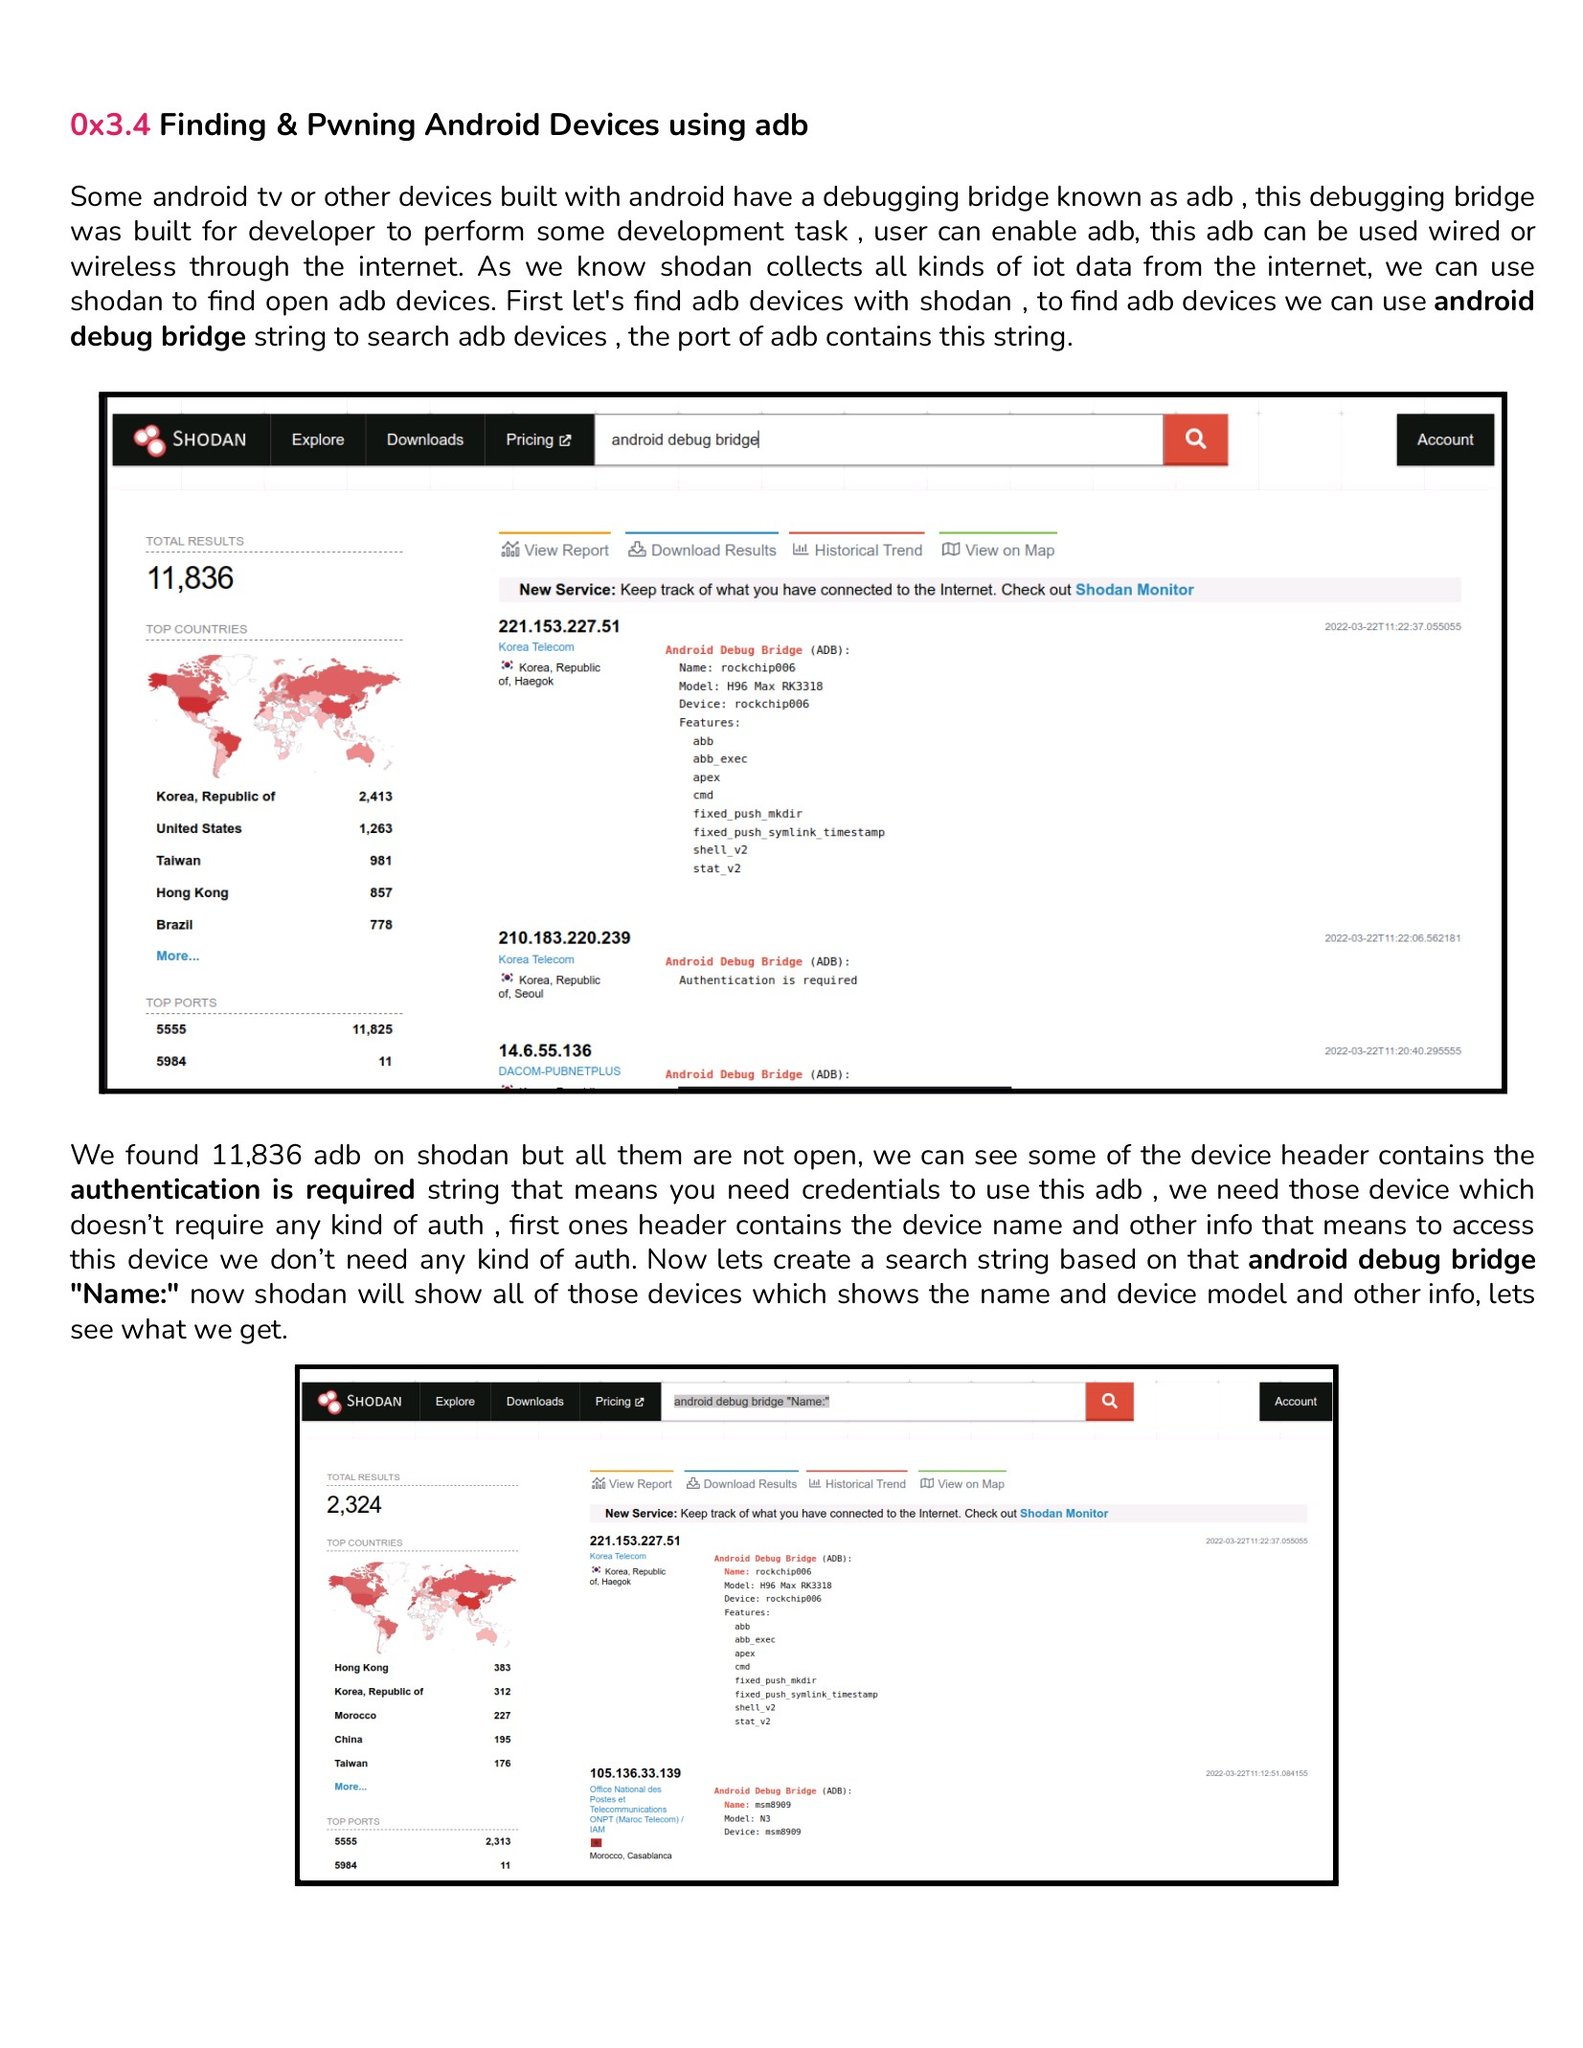 0x3.4 Finding & Pwning Android Devices using adb
Some android tv or other devices built with android have a debugging bridge known as adb , this debugging bridge
was built for developer to perform some development task , user can enable adb, this adb can be used wired or
wireless through the internet. As we know shodan collects all kinds of iot data from the internet, we can use
shodan to find open adb devices. First let's find adb devices with shodan , to find adb devices we can use android
debug bridge string to search adb devices , the port of adb contains this string.
SHODAN Explore Downloads Pricing android debug bridge Account
TOTAL RESULTS
11,836
TOP COUNTRIES
Korea, Republic of 2,413
United States 1,263
Taiwan 981
Hong Kong 857
Brazil 778
More...
TOP PORTS
5555 11,825
5984 11
View Report Download Results Historical Trend View on Map
New Service: Keep track of what you have connected to the Internet. Check out Shodan Monitor
221.153.227.51 2022-03-22T11:22:37.055055
Korea Telecom
Korea, Republic
of, Haegok
Android Debug Bridge (ADB):
Name: rockchip006
Model: H96 Max RK3318
Device: rockchip006
Features:
abb
abb_exec
apex
cmd
fixed_push_mkdir
fixed_push_symlink_timestamp
shell_v2
stat_v2
210.183.220.239 2022-03-22T11:22:06.562181
Korea Telecom
Korea, Republic
of, Seoul
Android Debug Bridge (ADB):
Authentication is required
14.6.55.136 2022-03-22T11:20:40.295555
DACOM-PUBNETPLUS
Android Debug Bridge (ADB):
We found 11,836 adb on shodan but all them are not open, we can see some of the device header contains the
authentication is required string that means you need credentials to use this adb , we need those device which
doesn’t require any kind of auth , first ones header contains the device name and other info that means to access
this device we don’t need any kind of auth. Now lets create a search string based on that android debug bridge
"Name:" now shodan will show all of those devices which shows the name and device model and other info, lets
see what we get.
SHODAN Explore Downloads Pricing android debug bridge "Name:" Account
TOTAL RESULTS
2,324
TOP COUNTRIES
Hong Kong 383
Korea, Republic of 312
Morocco 227
China 195
Taiwan 176
More...
TOP PORTS
5555 2,313
5984 11
View Report Download Results Historical Trend View on Map
New Service: Keep track of what you have connected to the Internet. Check out Shodan Monitor
221.153.227.51 2022-03-22T11:22:37.055055
Korea Telecom
Korea, Republic
of, Haegok
Android Debug Bridge (ADB):
Name: rockchip006
Model: H96 Max RK3318
Device: rockchip006
Features:
abb
abb_exec
apex
cmd
fixed_push_mkdir
fixed_push_symlink_timestamp
shell_v2
stat_v2
105.136.33.139 2022-03-22T11:12:51.084155
Office National des
Postes et
Telecommunications
ONPT (Maroc Telecom) /
IAM
Morocco, Casablanca
Android Debug Bridge (ADB):
Name: msm8909
Model: N3
Device: msm8909